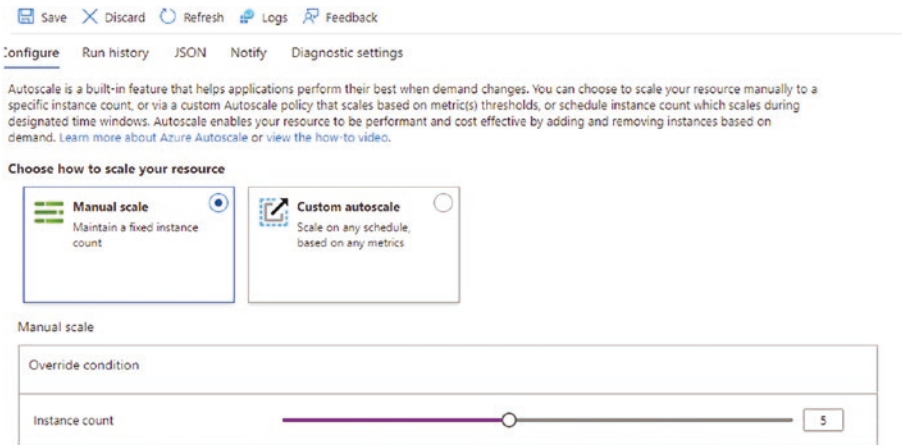 Save Discard Refresh Logs Feedback
Configure Run history JSON Notify Diagnostic settings
Autoscale is a built-in feature that helps applications perform their best when demand changes. You can choose to scale your resource manually to a
specific instance count, or via a custom Autoscale policy that scales based on metric(s) thresholds, or schedule instance count which scales during
designated time windows. Autoscale enables your resource to be performant and cost effective by adding and removing instances based on
demand. Learn more about Azure Autoscale or view the how-to video.
Choose how to scale your resource
Manual scale
Maintain a fixed instance
count
Custom autoscale
Scale on any schedule,
based on any metrics
Manual scale
Override condition
Instance count 5